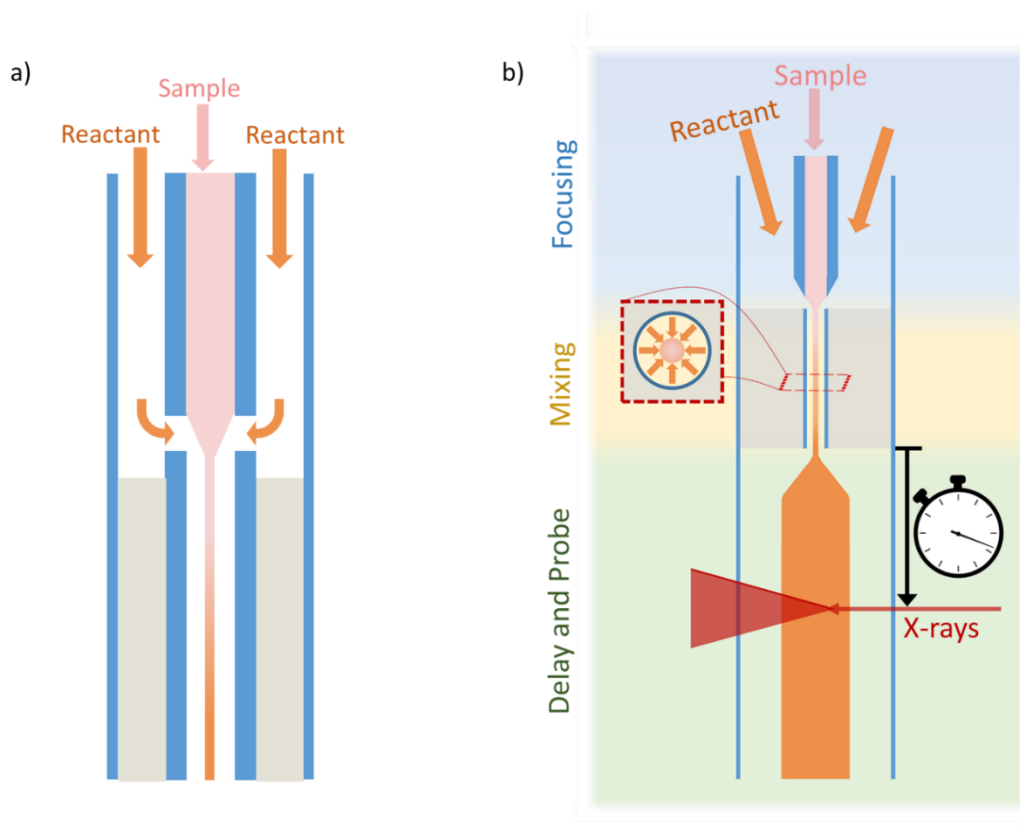 a)
Sample
Reactant
Reactant
b)
Sample
Reactant
Focusing
Mixing
Delay and Probe
X-rays